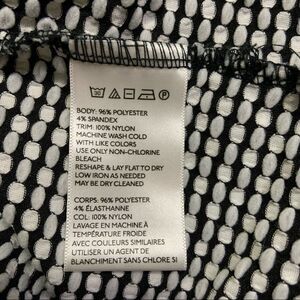 BODY: 96% POLYESTER
4% SPANDEX
TRIM: 100% NYLON
MACHINE WASH COLD
WITH LIKE COLORS
USE ONLY NON-CHLORINE
BLEACH
RESHAPE & LAY FLAT TO DRY
LOW IRON AS NEEDED
MAY BE DRY CLEANED
CORPS: 96% POLYESTER
4% ÉLASTHANNE
COL: 100% NYLON
LAVAGE EN MACHINE À
TEMPÉRATURE FROIDE
AVEC COULEURS SIMILAIRES
UTILISER UN AGENT DE
BLANCHIMENT SANS CHLORE SI